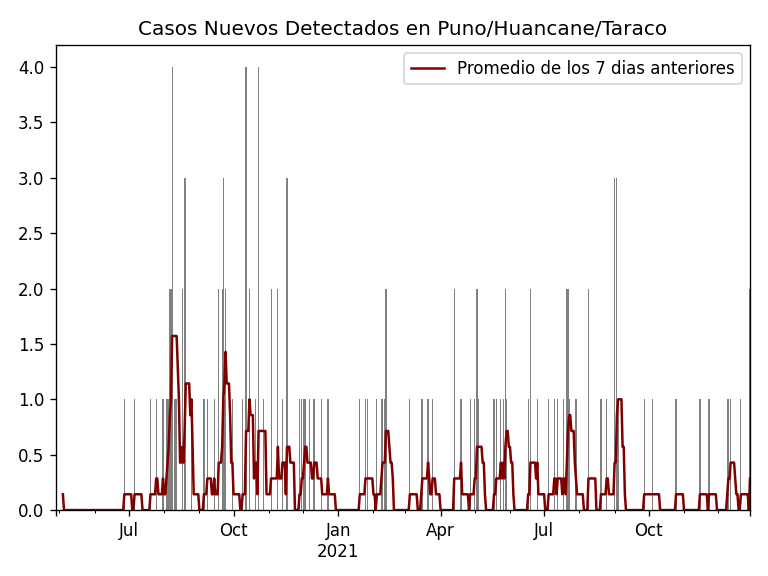 Casos Nuevos Detectados en Puno/Huancane/Taraco
Promedio de los 7 dias anteriores
4.0
3.5
3.0
2.5
2.0
1.5
1.0
0.5
0.0
Jul
Oct
Jan
Apr
Jul
Oct
2021